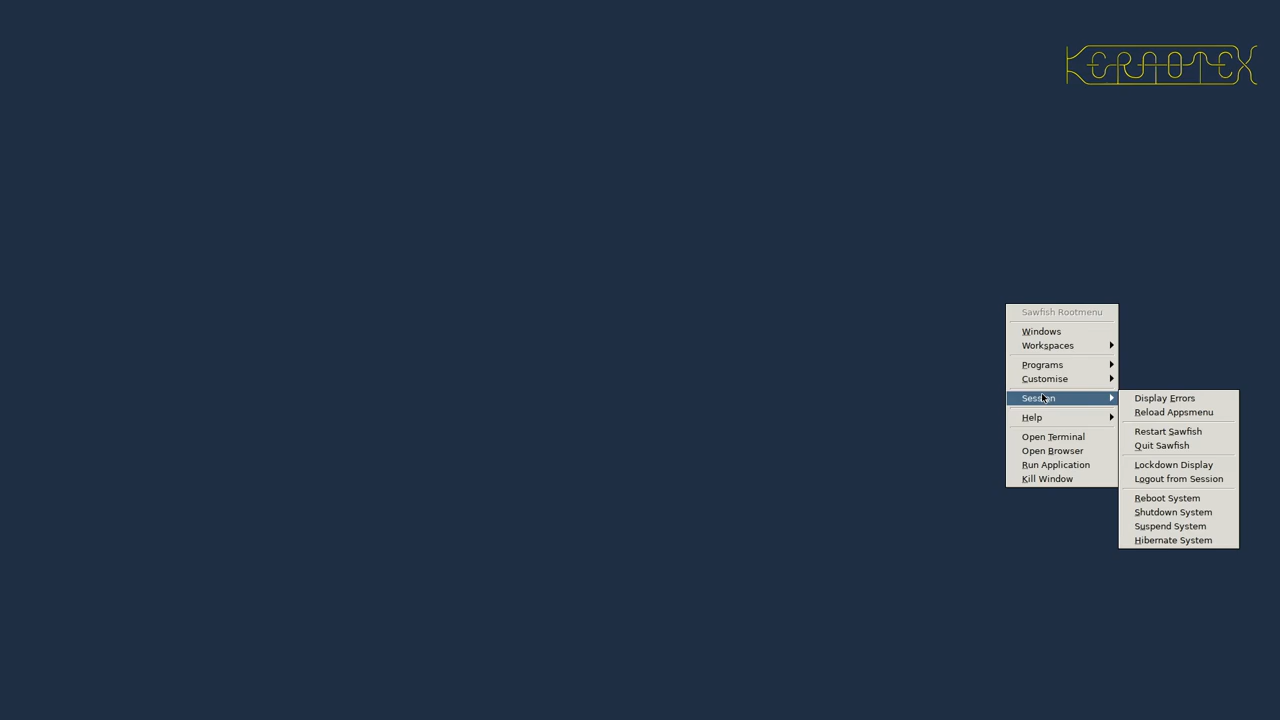 KERAOTEX
Sawfish Rootmenu
Windows
Workspaces
Programs
Customise
Session
Help
Open Terminal
Open Browser
Run Application
Kill Window
Display Errors
Reload Appsmenu
Restart Sawfish
Quit Sawfish
Lockdown Display
Logout from Session
Reboot System
Shutdown System
Suspend System
Hibernate System